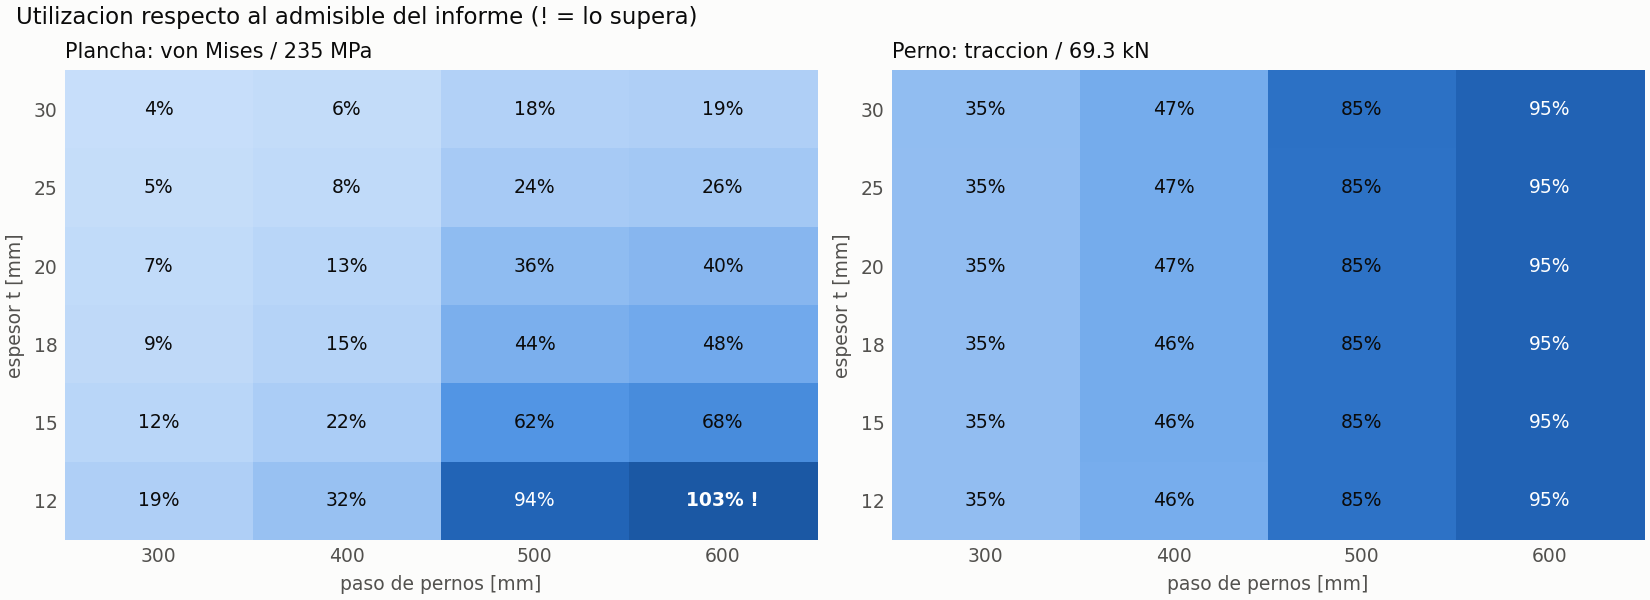 Utilizacion respecto al admisible del informe (! = lo supera)
Plancha: von Mises / 235 MPa
espesor t [mm]
30 4% 6% 18% 19%
25 5% 8% 24% 26%
20 7% 13% 36% 40%
18 9% 15% 44% 48%
15 12% 22% 62% 68%
12 19% 32% 94% 103% !
300 400 500 600
paso de pernos [mm]
Perno: traccion / 69.3 kN
espesor t [mm]
30 35% 47% 85% 95%
25 35% 47% 85% 95%
20 35% 47% 85% 95%
18 35% 46% 85% 95%
15 35% 46% 85% 95%
12 35% 46% 85% 95%
300 400 500 600
paso de pernos [mm]